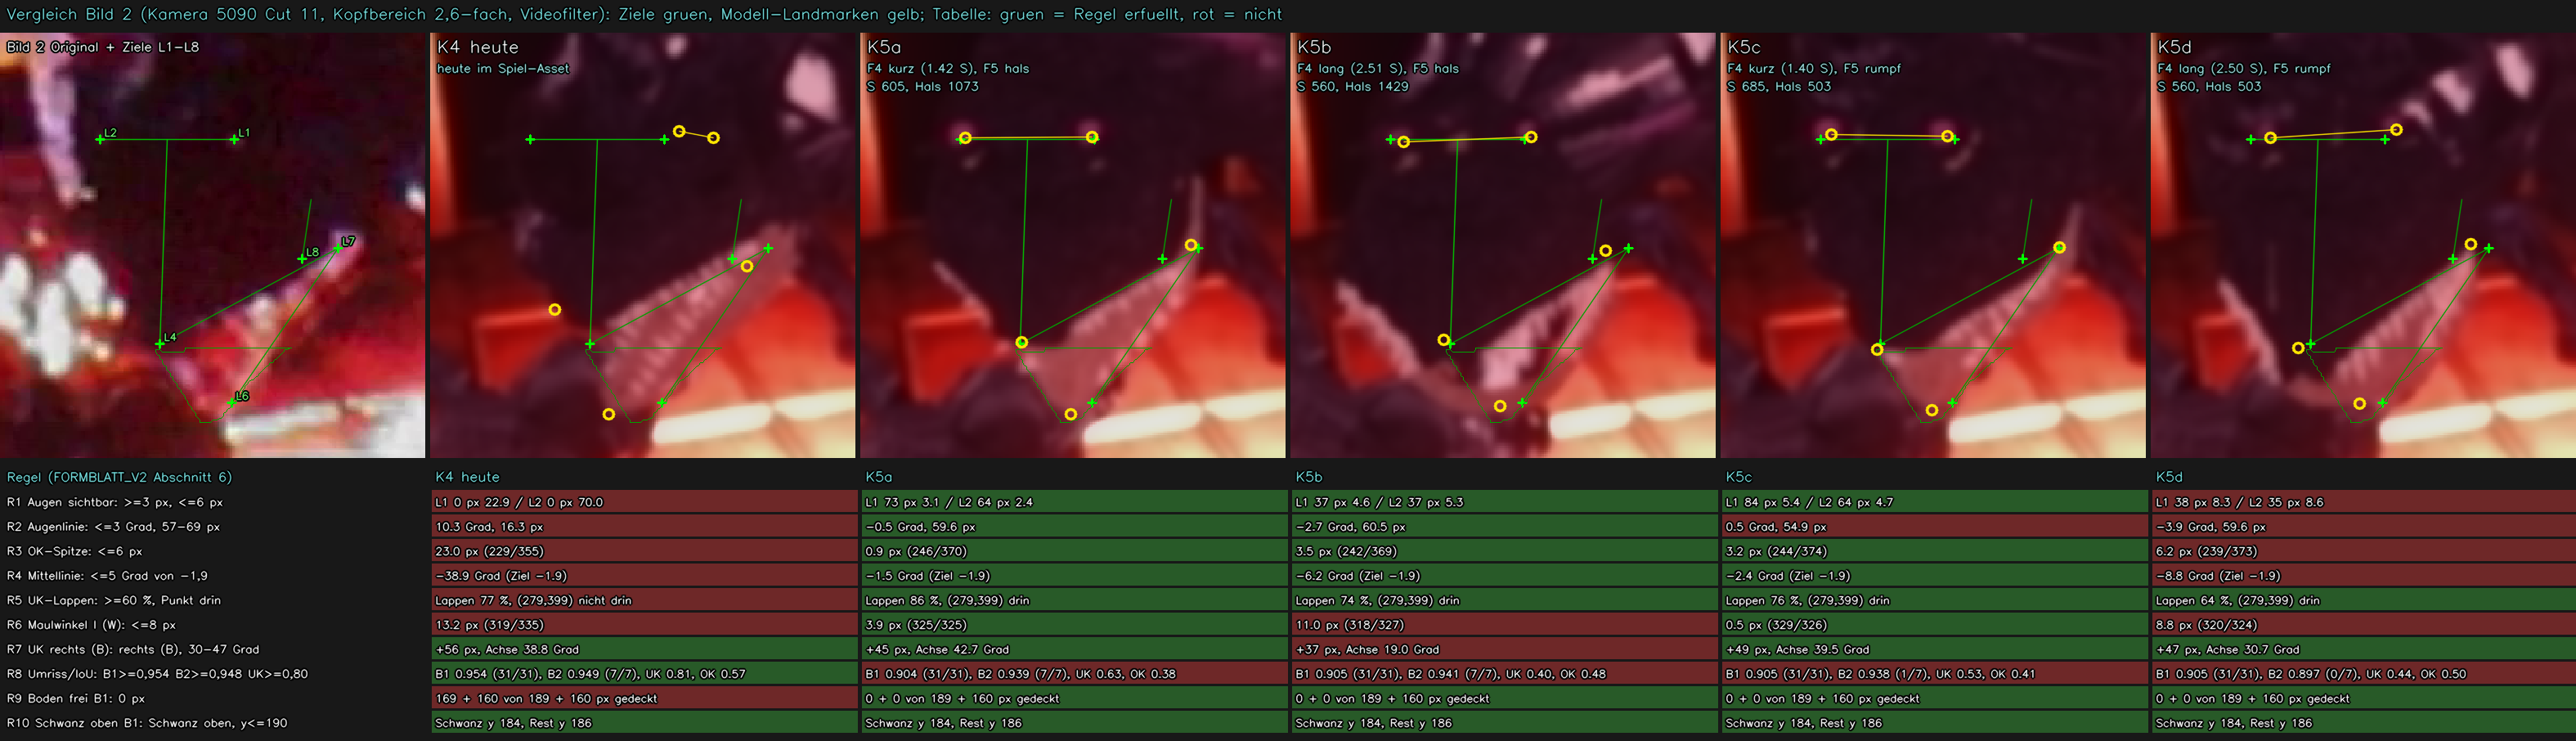 Vergleich Bild 2 (Kamera 5090 Cut 11, Kopfbereich 2,6-fach, Videofilter): Ziele gruen, Modell-Landmarken gelb; Tabelle: gruen = Regel erfuellt, rot = nicht
Bild 2 Original + Ziele L1-L8
L2
L1
L8
L7
L4
L6
K4 heute
heute im Spiel-Asset
K5a
F4 kurz (1.42 S), F5 hals
S 605, Hals 1073
K5b
F4 lang (2.51 S), F5 hals
S 560, Hals 1429
K5c
F4 kurz (1.40 S), F5 rumpf
S 685, Hals 503
K5d
F4 lang (2.50 S), F5 rumpf
S 560, Hals 503
Regel (FORMBLATT_V2 Abschnitt 6) K4 heute K5a K5b K5c K5d
R1 Augen sichtbar: >=3 px, <=6 px L1 0 px 22.9 / L2 0 px 70.0 L1 73 px 3.1 / L2 64 px 2.4 L1 37 px 4.6 / L2 37 px 5.3 L1 84 px 5.4 / L2 64 px 4.7 L1 38 px 8.3 / L2 35 px 8.6
R2 Augenlinie: <=3 Grad, 57-69 px 10.3 Grad, 16.3 px -0.5 Grad, 59.6 px -2.7 Grad, 60.5 px 0.5 Grad, 54.9 px -3.9 Grad, 59.6 px
R3 OK-Spitze: <=6 px 23.0 px (229/355) 0.9 px (246/370) 3.5 px (242/369) 3.2 px (244/374) 6.2 px (239/373)
R4 Mittellinie: <=5 Grad von -1,9 -38.9 Grad (Ziel -1.9) -1.5 Grad (Ziel -1.9) -6.2 Grad (Ziel -1.9) -2.4 Grad (Ziel -1.9) -8.8 Grad (Ziel -1.9)
R5 UK-Lappen: >=60 %, Punkt drin Lappen 77 %, (279,399) nicht drin Lappen 86 %, (279,399) drin Lappen 74 %, (279,399) drin Lappen 76 %, (279,399) drin Lappen 64 %, (279,399) drin
R6 Maulwinkel l (W): <=8 px 13.2 px (319/335) 3.9 px (325/325) 11.0 px (318/327) 0.5 px (329/326) 8.8 px (320/324)
R7 UK rechts (B): rechts (B), 30-47 Grad +56 px, Achse 38.8 Grad +45 px, Achse 42.7 Grad +37 px, Achse 19.0 Grad +49 px, Achse 39.5 Grad +47 px, Achse 30.7 Grad
R8 Umriss/IoU: B1>=0,954 B2>=0,948 UK>=0,80 B1 0.954 (31/31), B2 0.949 (7/7), UK 0.81, OK 0.57 B1 0.904 (31/31), B2 0.939 (7/7), UK 0.63, OK 0.38 B1 0.905 (31/31), B2 0.941 (7/7), UK 0.40, OK 0.48 B1 0.905 (31/31), B2 0.938 (1/7), UK 0.53, OK 0.41 B1 0.905 (31/31), B2 0.897 (0/7), UK 0.44, OK 0.50
R9 Boden frei B1: 0 px 169 + 160 von 189 + 160 px gedeckt 0 + 0 von 189 + 160 px gedeckt 0 + 0 von 189 + 160 px gedeckt 0 + 0 von 189 + 160 px gedeckt 0 + 0 von 189 + 160 px gedeckt
R10 Schwanz oben B1: Schwanz oben, y<=190 Schwanz y 184, Rest y 186 Schwanz y 184, Rest y 186 Schwanz y 184, Rest y 186 Schwanz y 184, Rest y 186 Schwanz y 184, Rest y 186